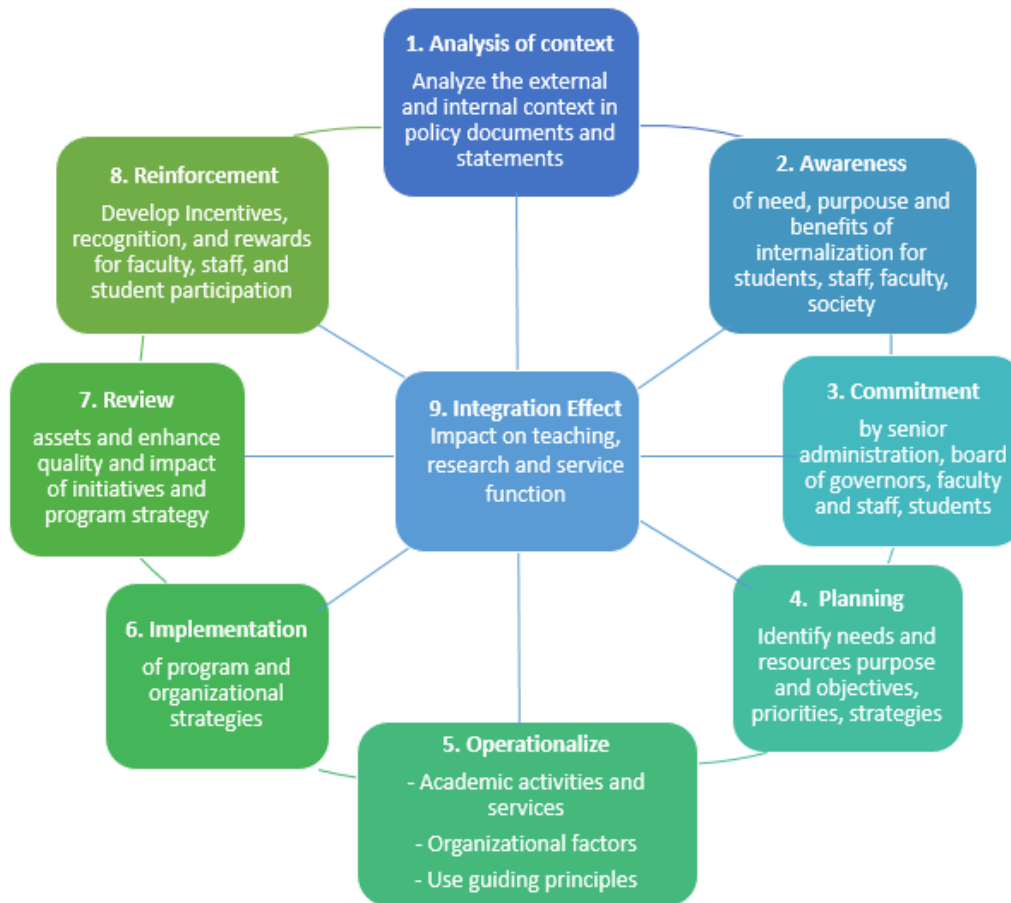 1. Analysis of context
Analyze the external
and internal context in
policy documents and
statements
2. Awareness
of need, purpouse and
benefits of
internalization for
students, staff, faculty,
society
3. Commitment
by senior
administration, board
of governors, faculty
and staff, students
4. Planning
Identify needs and
resources purpose
and objectives,
priorities, strategies
5. Operationalize
- Academic activities and
services
- Organizational factors
- Use guiding principles
6. Implementation
of program and
organizational
strategies
7. Review
assets and enhance
quality and impact
of initiatives and
program strategy
8. Reinforcement
Develop Incentives,
recognition, and rewards
for faculty, staff, and
student participation
9. Integration Effect
Impact on teaching,
research and service
function